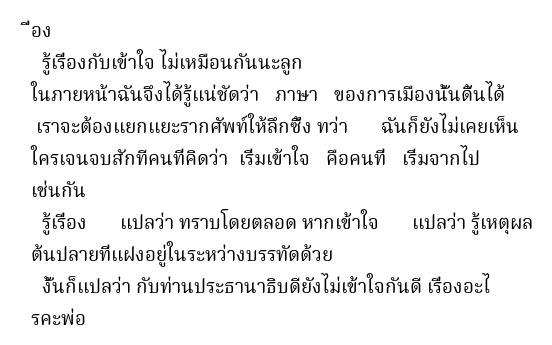 ื่อง
รู้เรื่องกับเข้าใจ ไม่เหมือนกันนะลูก
ในภายหน้าฉันจึงได้รู้แน่ชัดว่า ภาษา ของการเมืองนั้นดิ้นได้
เราจะต้องแยกแยะรากศัพท์ให้ลึกซึ้ง ทว่า ฉันก็ยังไม่เคยเห็น
ใครเจนจบสักทีคนที่คิดว่า เริ่มเข้าใจ คือคนที่ เริ่มจากไป
เช่นกัน
รู้เรื่อง แปลว่า ทราบโดยตลอด หากเข้าใจ แปลว่า รู้เหตุผล
ต้นปลายที่แฝงอยู่ในระหว่างบรรทัดด้วย
งั้นก็แปลว่า กับท่านประธานาธิบดียังไม่เข้าใจกันดี เรื่องอะไ
รคะพ่อ